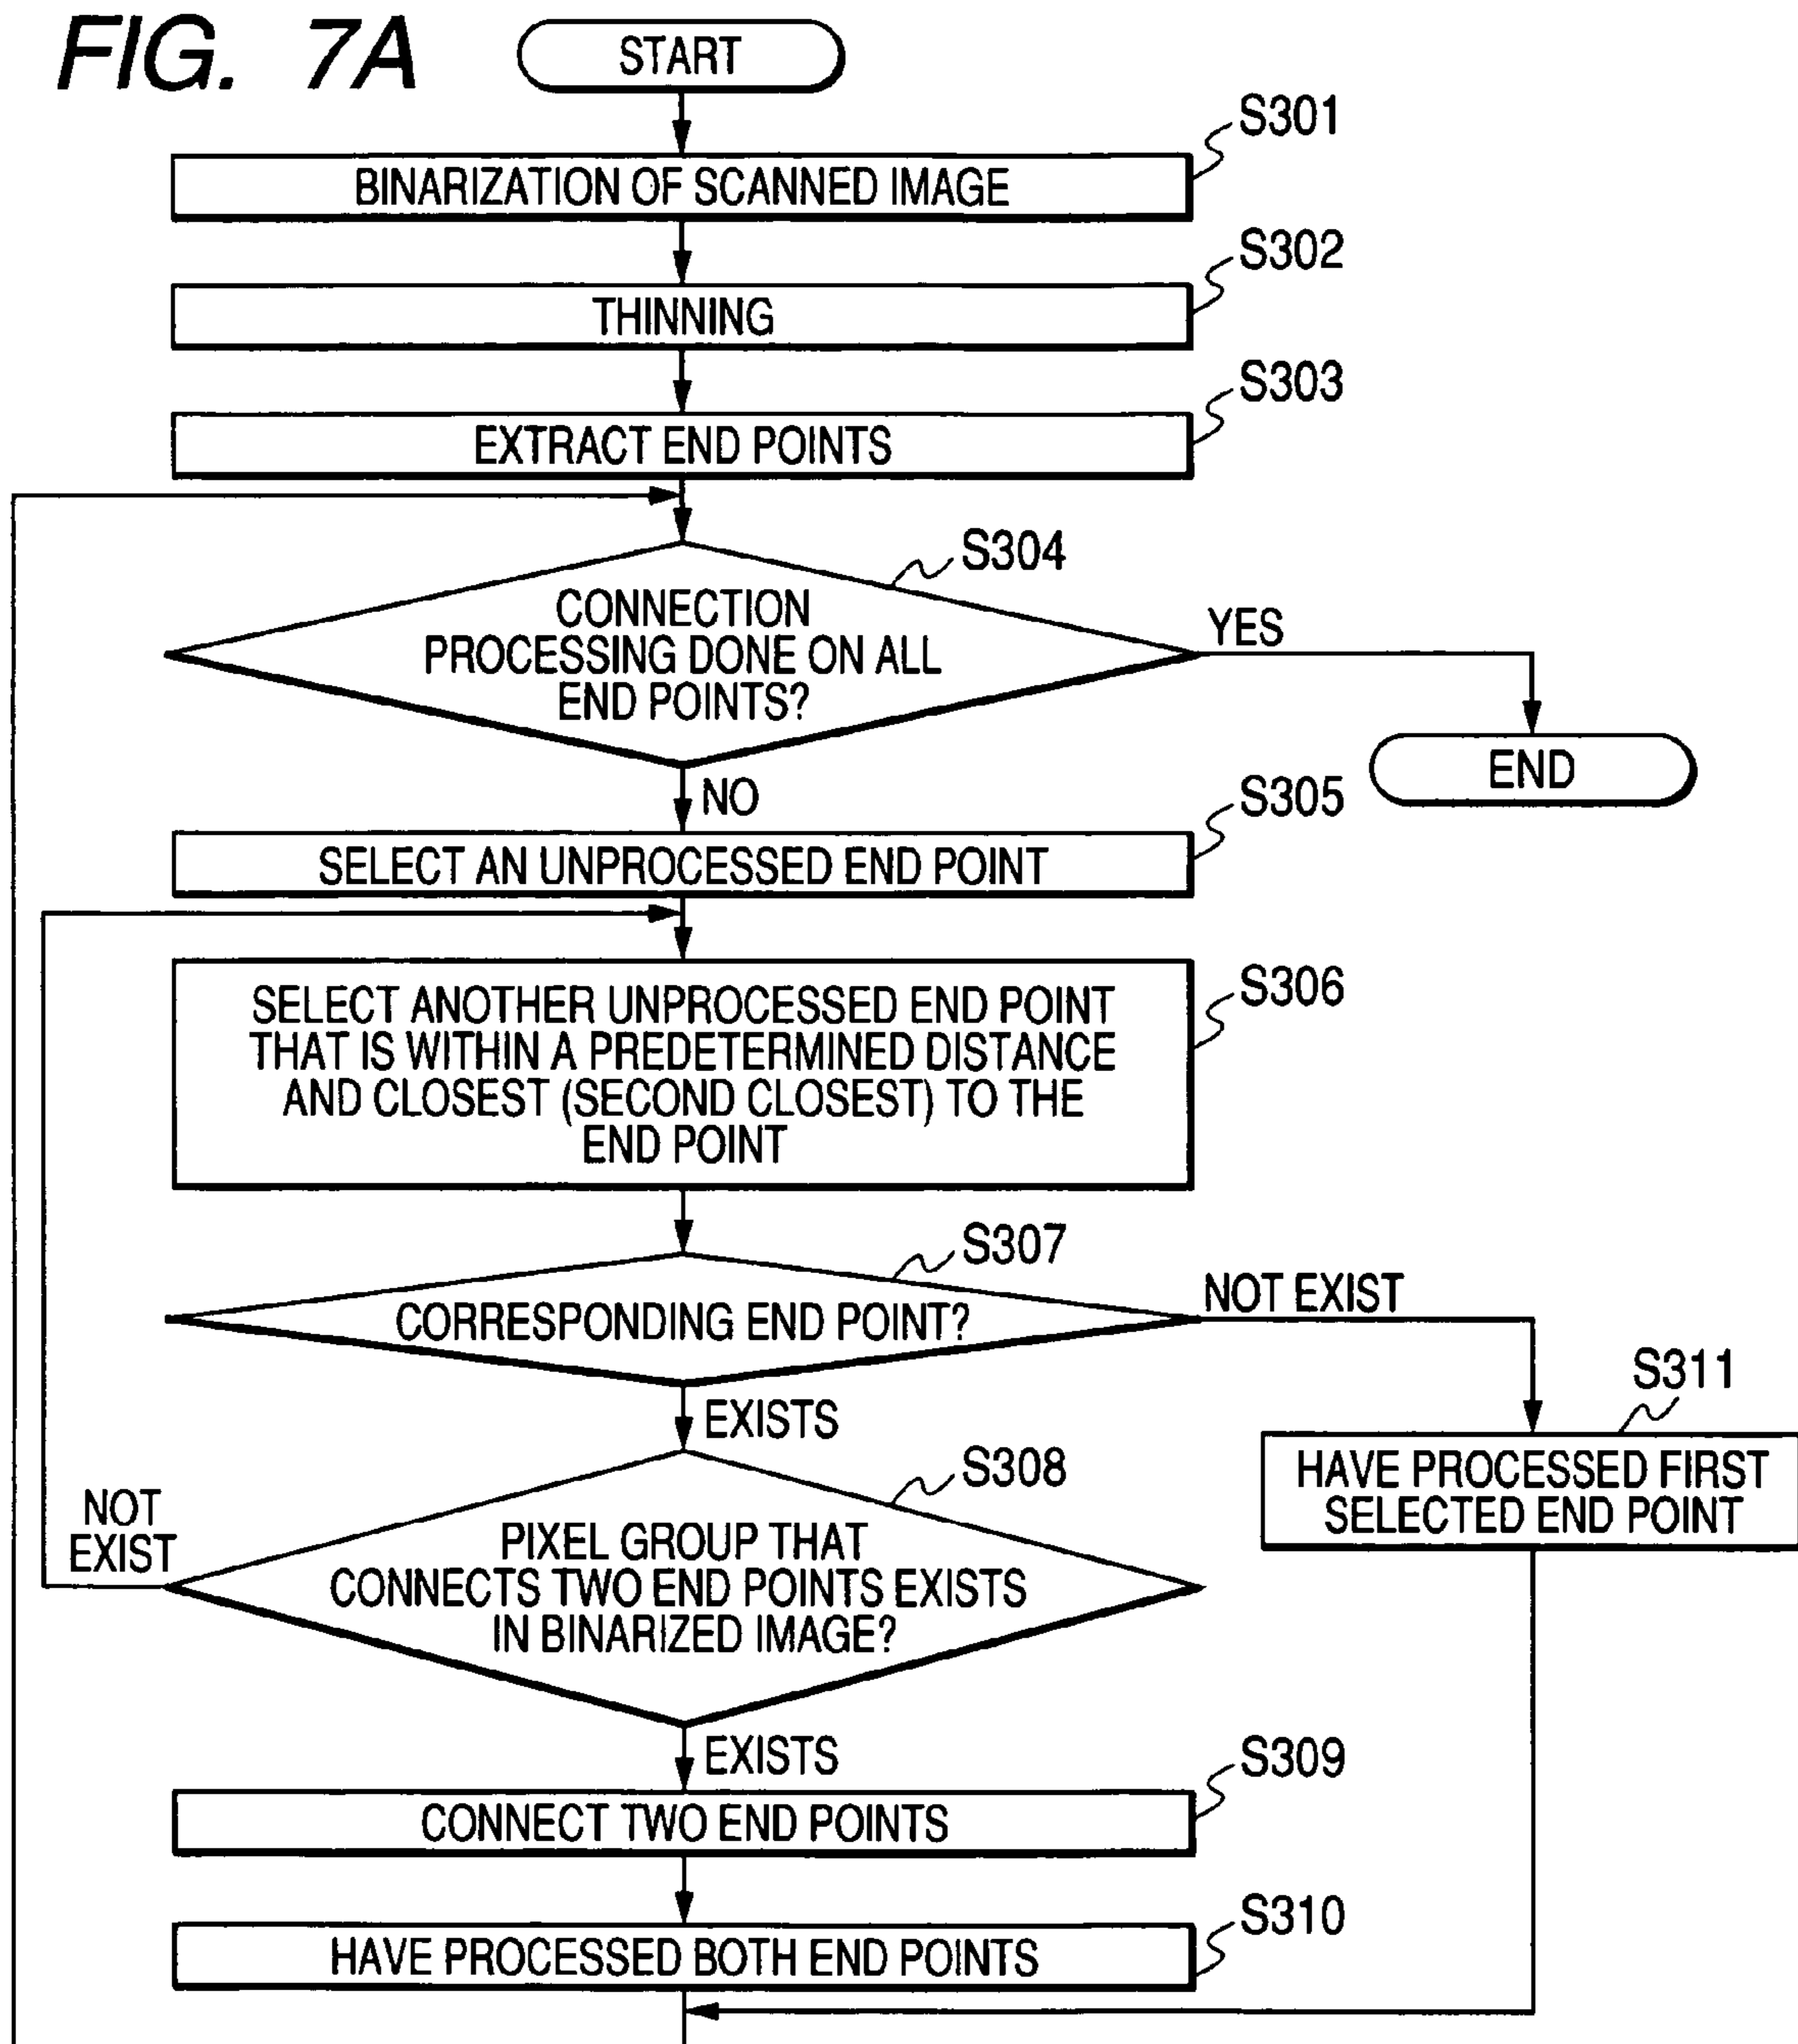 FIG. 7A
START
S301
BINARIZATION OF SCANNED IMAGE
S302
THINNING
S303
EXTRACT END POINTS
S304
CONNECTION
PROCESSING DONE ON ALL
END POINTS?
YES
END
NO
S305
SELECT AN UNPROCESSED END POINT
S306
SELECT ANOTHER UNPROCESSED END POINT
THAT IS WITHIN A PREDETERMINED DISTANCE
AND CLOSEST (SECOND CLOSEST) TO THE
END POINT
S307
CORRESPONDING END POINT?
NOT EXIST
S311
HAVE PROCESSED FIRST
SELECTED END POINT
EXISTS
S308
NOT
EXIST
PIXEL GROUP THAT
CONNECTS TWO END POINTS EXISTS
IN BINARIZED IMAGE?
EXISTS
S309
CONNECT TWO END POINTS
S310
HAVE PROCESSED BOTH END POINTS